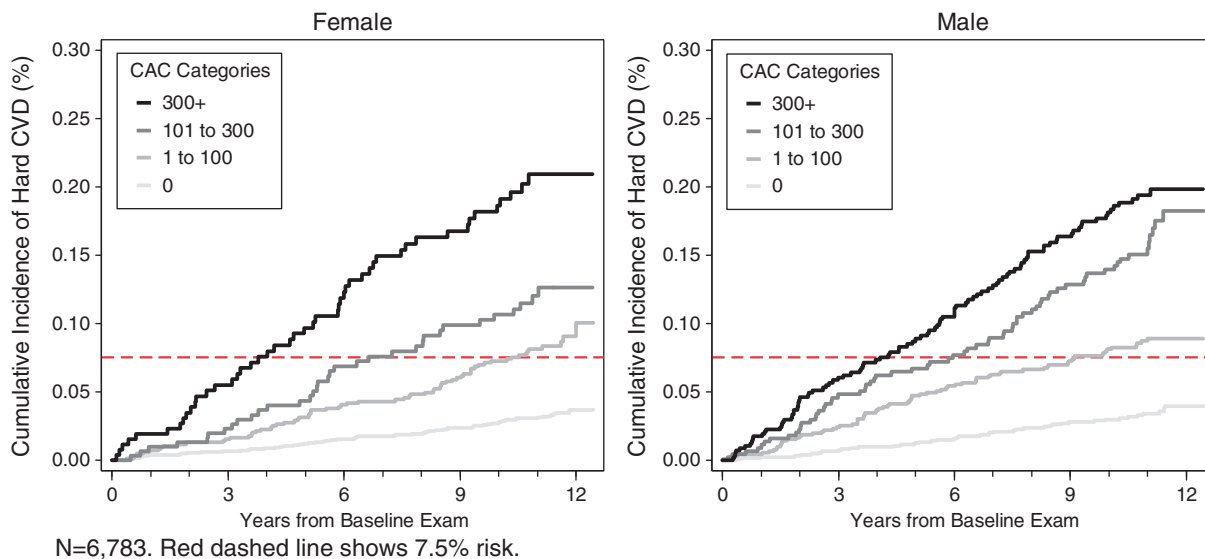 Female
Cumulative Incidence of Hard CVD (%)
0.30
0.25
0.20
0.15
0.10
0.05
0.00
CAC Categories
300+
101 to 300
1 to 100
0
0 3 6 9 12
Years from Baseline Exam
Male
Cumulative Incidence of Hard CVD (%)
0.30
0.25
0.20
0.15
0.10
0.05
0.00
CAC Categories
300+
101 to 300
1 to 100
0
0 3 6 9 12
Years from Baseline Exam
N=6,783. Red dashed line shows 7.5% risk.